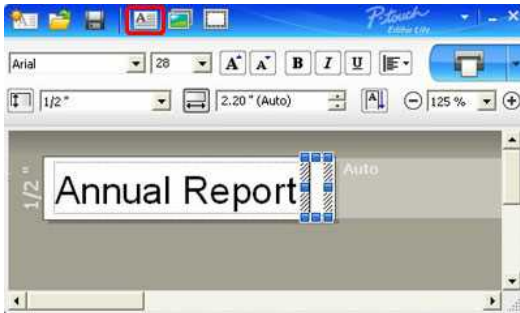 A
P-touch
Editor Lite
Arial 28 A A B I U
1/2" 2.20" (Auto) A 125 %
1/2" Annual Report Auto